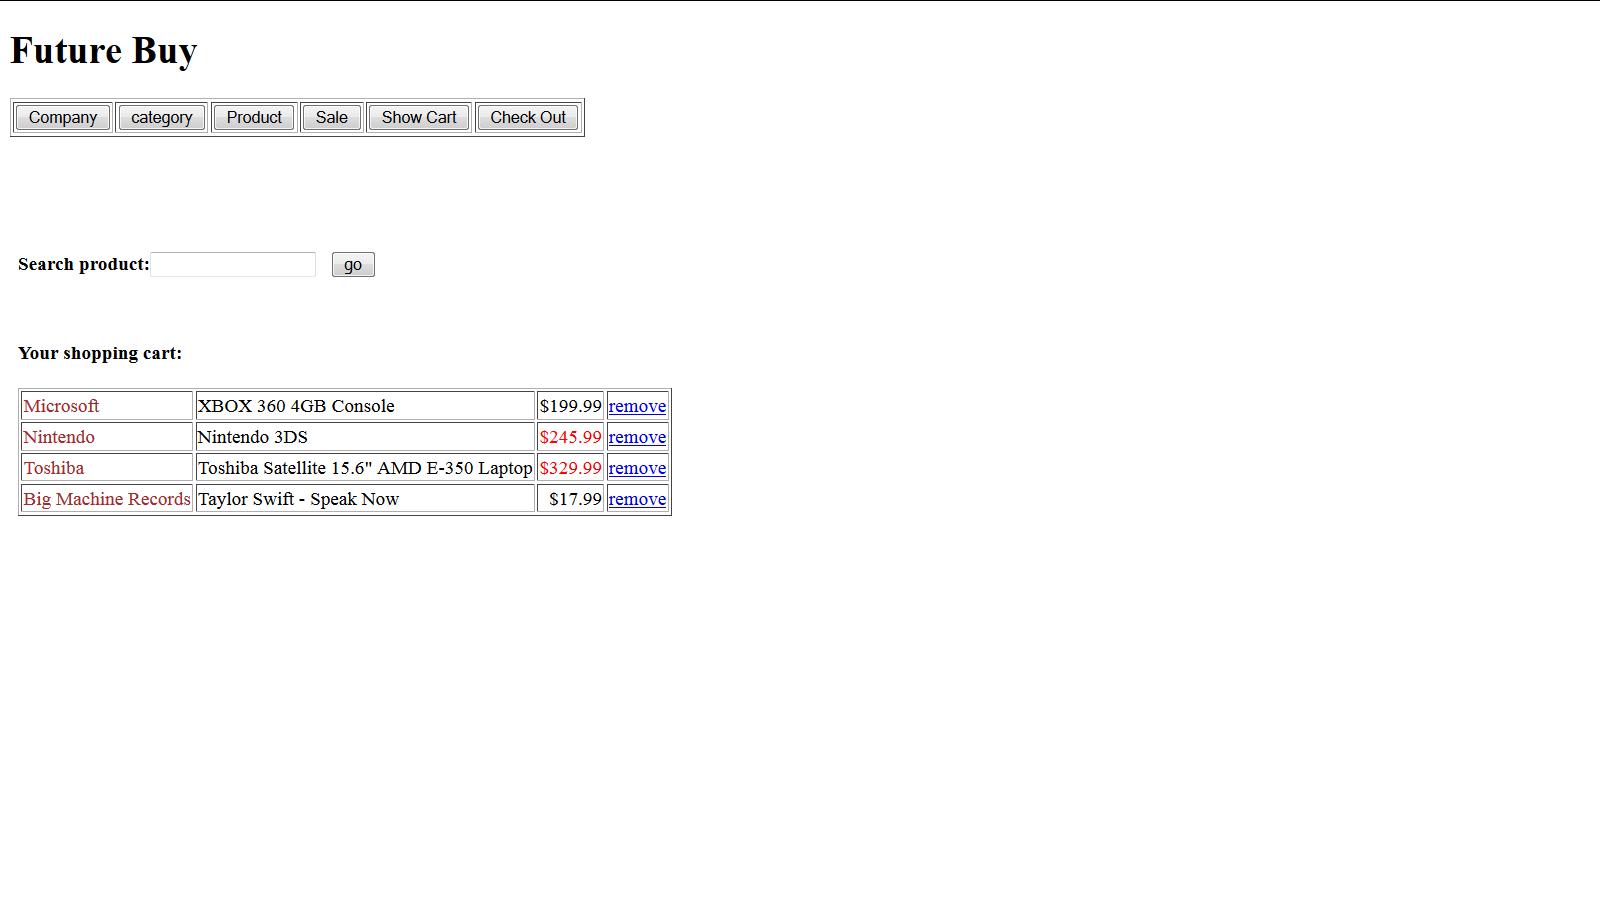 Future Buy
Company category Product Sale Show Cart Check Out
Search product: go
Your shopping cart:
Microsoft XBOX 360 4GB Console $199.99 remove
Nintendo Nintendo 3DS $245.99 remove
Toshiba Toshiba Satellite 15.6" AMD E-350 Laptop $329.99 remove
Big Machine Records Taylor Swift - Speak Now $17.99 remove